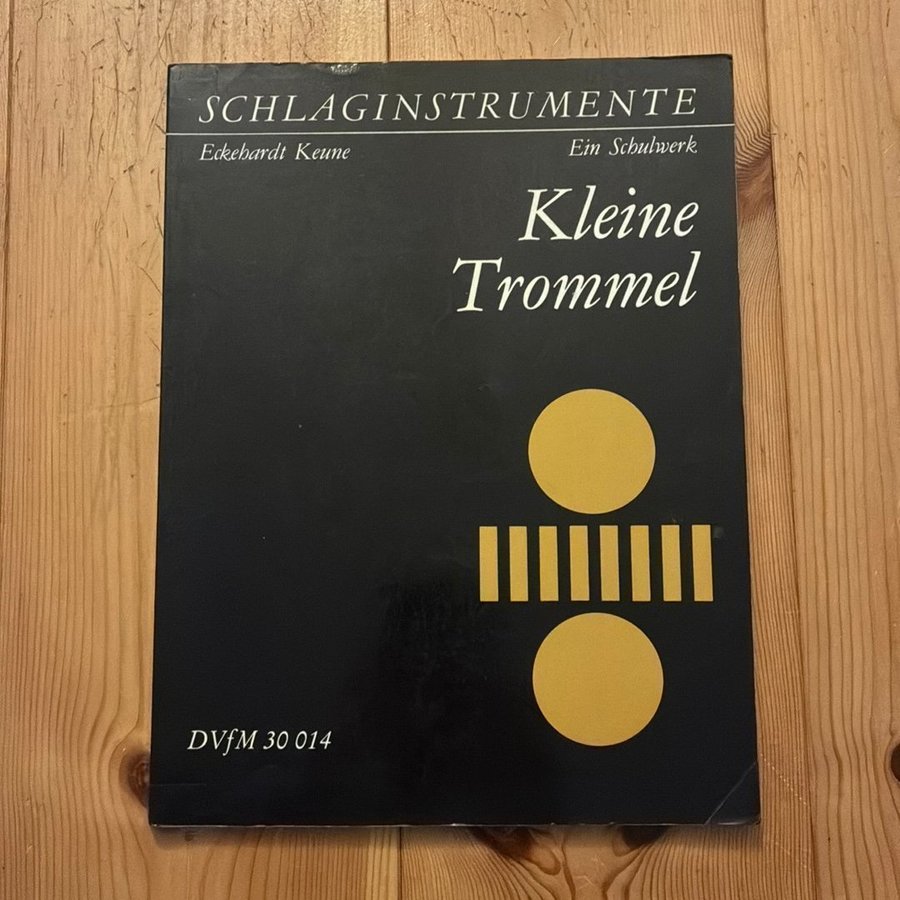 SCHLAGINSTRUMENTE
Eckehardt Keune Ein Schulwerk
Kleine
Trommel
DVfM 30 014